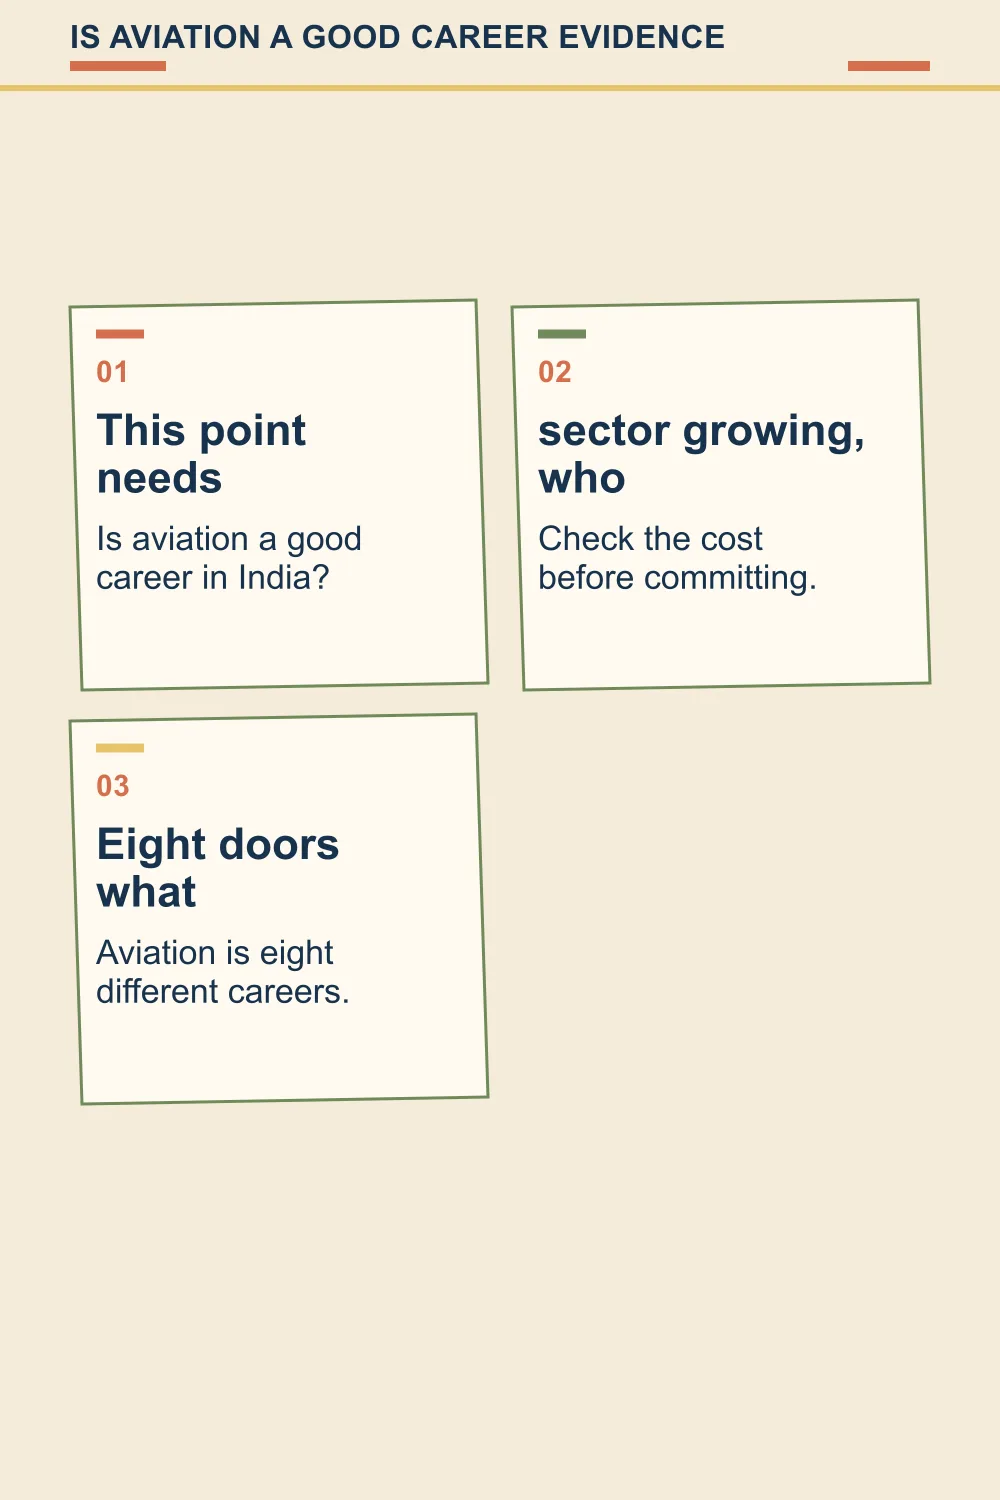 IS AVIATION A GOOD CAREER EVIDENCE
01
This point
needs
Is aviation a good
career in India?
02
sector growing,
who
Check the cost
before committing.
03
Eight doors
what
Aviation is eight
different careers.